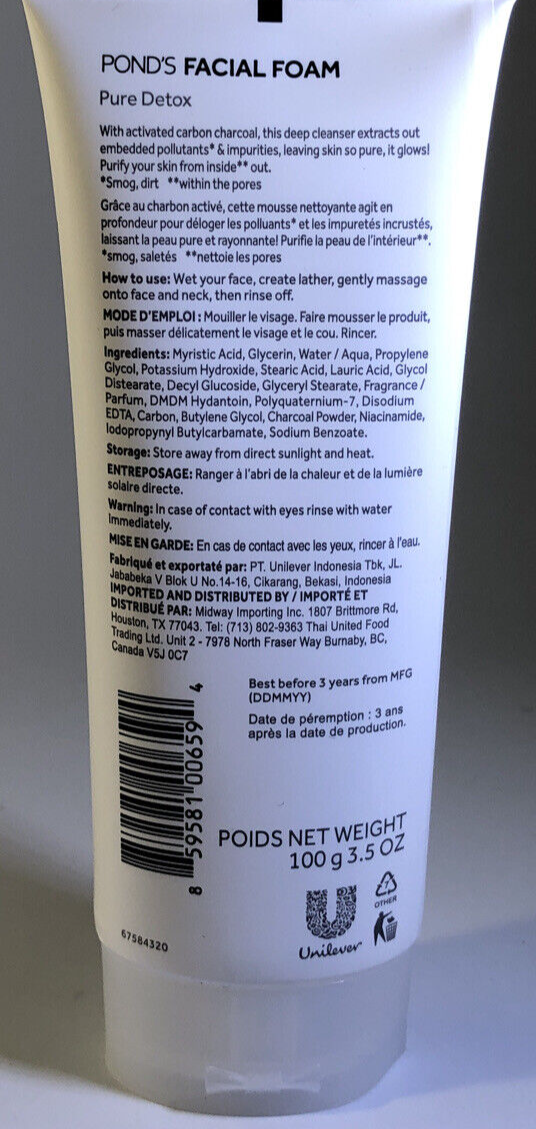 POND'S FACIAL FOAM
Pure Detox
With activated carbon charcoal, this deep cleanser extracts out
embedded pollutants* & impurities, leaving skin so pure, it glows!
Purify your skin from inside** out.
*Smog, dirt **within the pores
Grâce au charbon activé, cette mousse nettoyante agit en
profondeur pour déloger les polluants* et les impuretés incrustés,
laissant la peau pure et rayonnante! Purifie la peau de l'intérieur**.
*smog, saletés **nettoie les pores
How to use: Wet your face, create lather, gently massage
onto face and neck, then rinse off.
MODE D'EMPLOI : Mouiller le visage. Faire mousser le produit,
puis masser délicatement le visage et le cou. Rincer.
Ingredients: Myristic Acid, Glycerin, Water / Aqua, Propylene
Glycol, Potassium Hydroxide, Stearic Acid, Lauric Acid, Glycol
Distearate, Decyl Glucoside, Glyceryl Stearate, Fragrance /
Parfum, DMDM Hydantoin, Polyquaternium-7, Disodium
EDTA, Carbon, Butylene Glycol, Charcoal Powder, Niacinamide,
Iodopropynyl Butylcarbamate, Sodium Benzoate.
Storage: Store away from direct sunlight and heat.
ENTREPOSAGE: Ranger à l'abri de la chaleur et de la lumière
solaire directe.
Warning: In case of contact with eyes rinse with water
immediately.
MISE EN GARDE: En cas de contact avec les yeux, rincer à l'eau.
Fabriqué et exportaté par: PT. Unilever Indonesia Tbk, JL.
Jababeka V Blok U No.14-16, Cikarang, Bekasi, Indonesia
IMPORTED AND DISTRIBUTED BY / IMPORTÉ ET
DISTRIBUÉ PAR: Midway Importing Inc. 1807 Brittmore Rd,
Houston, TX 77043. Tel: (713) 802-9363 Thai United Food
Trading Ltd. Unit 2 - 7978 North Fraser Way Burnaby, BC,
Canada V5J 0C7
Best before 3 years from MFG
(DDMMYY)
Date de péremption : 3 ans
après la date de production.
8 59581 00659 4
POIDS NET WEIGHT
100 g 3.5 OZ
7
OTHER
Unilever
67584320